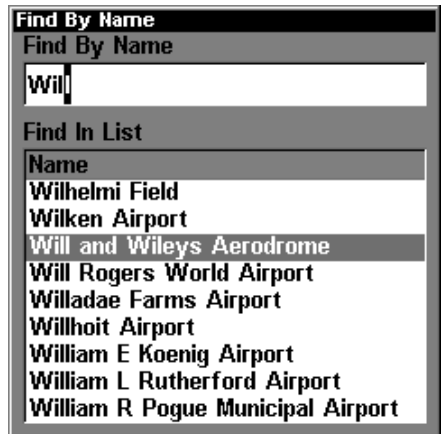 Find By Name
Find By Name
Will
Find In List
Name
Wilhelmi Field
Wilken Airport
Will and Wileys Aerodrome
Will Rogers World Airport
Willadae Farms Airport
Willhoit Airport
William E Koenig Airport
William L Rutherford Airport
William R Pogue Municipal Airport